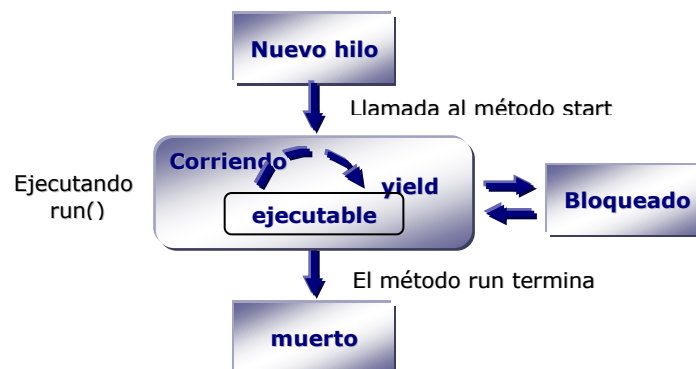 Nuevo hilo
Llamada al método start
Corriendo
yield
ejecutable
Ejecutando
run()
Bloqueado
El método run termina
muerto